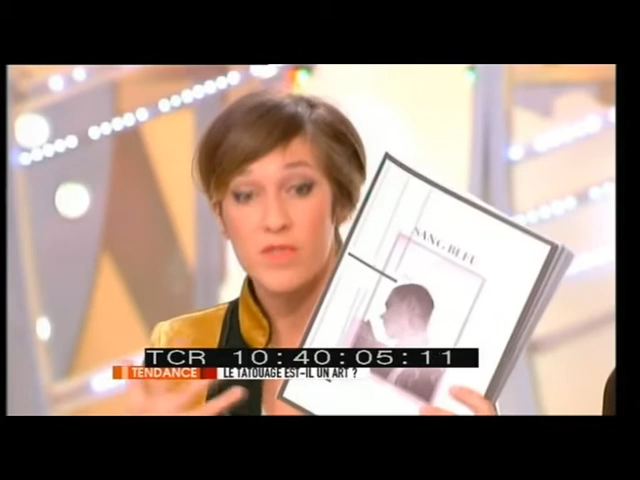 SANG BLEU
TCR 10:40:05:11
TENDANCE LE TATOUAGE EST-IL UN ART ?